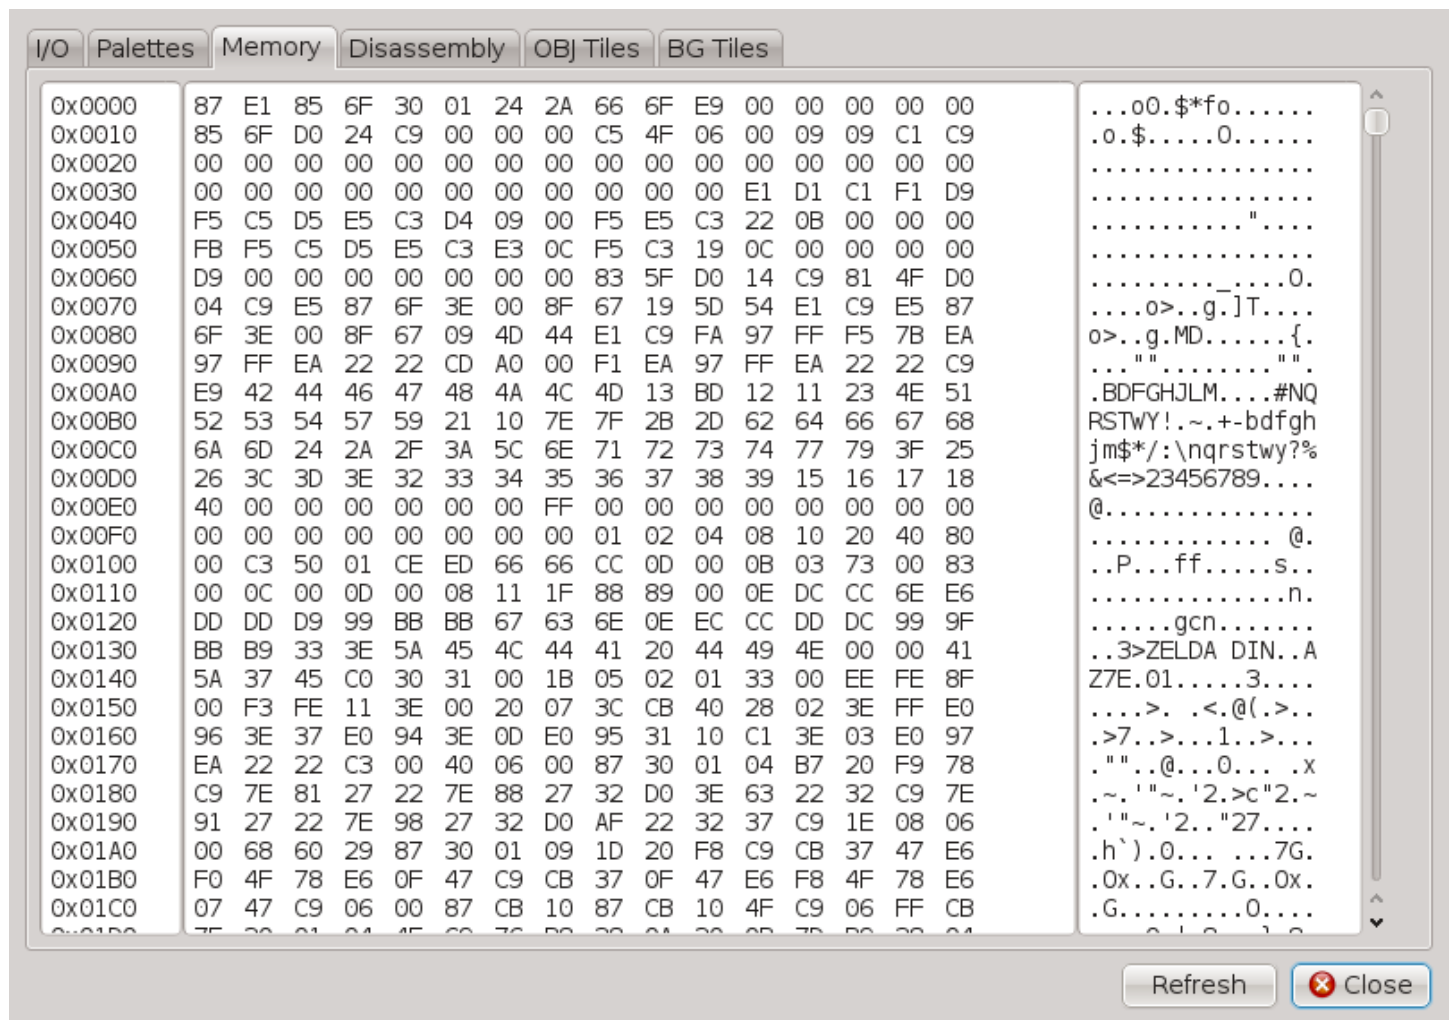 I/O Palettes Memory Disassembly OBJ Tiles BG Tiles
0x0000 87 E1 85 6F 30 01 24 2A 66 6F E9 00 00 00 00 00 ...o0.$*fo......
0x0010 85 6F D0 24 C9 00 00 00 C5 4F 06 00 09 09 C1 C9 .o.$.....O......
0x0020 00 00 00 00 00 00 00 00 00 00 00 00 00 00 00 00 ................
0x0030 00 00 00 00 00 00 00 00 00 00 00 E1 D1 C1 F1 D9 ................
0x0040 F5 C5 D5 E5 C3 D4 09 00 F5 E5 C3 22 0B 00 00 00 ..........."....
0x0050 FB F5 C5 D5 E5 C3 E3 0C F5 C3 19 0C 00 00 00 00 ................
0x0060 D9 00 00 00 00 00 00 00 83 5F D0 14 C9 81 4F D0 ........._....O.
0x0070 04 C9 E5 87 6F 3E 00 8F 67 19 5D 54 E1 C9 E5 87 ....o>..g.]T....
0x0080 6F 3E 00 8F 67 09 4D 44 E1 C9 FA 97 FF F5 7B EA o>..g.MD......{.
0x0090 97 FF EA 22 22 CD A0 00 F1 EA 97 FF EA 22 22 C9 ...""........"".
0x00A0 E9 42 44 46 47 48 4A 4C 4D 13 BD 12 11 23 4E 51 .BDFGHJLM....#NQ
0x00B0 52 53 54 57 59 21 10 7E 7F 2B 2D 62 64 66 67 68 RSTWY!.~.+-bdfgh
0x00C0 6A 6D 24 2A 2F 3A 5C 6E 71 72 73 74 77 79 3F 25 jm$*/:\nqrstwy?%
0x00D0 26 3C 3D 3E 32 33 34 35 36 37 38 39 15 16 17 18 &<=>23456789....
0x00E0 40 00 00 00 00 00 00 FF 00 00 00 00 00 00 00 00 @...............
0x00F0 00 00 00 00 00 00 00 00 01 02 04 08 10 20 40 80 ............. @.
0x0100 00 C3 50 01 CE ED 66 66 CC 0D 00 0B 03 73 00 83 ..P...ff.....s..
0x0110 00 0C 00 0D 00 08 11 1F 88 89 00 0E DC CC 6E E6 ..............n.
0x0120 DD DD D9 99 BB BB 67 63 6E 0E EC CC DD DC 99 9F ......gcn.......
0x0130 BB B9 33 3E 5A 45 4C 44 41 20 44 49 4E 00 00 41 ..3>ZELDA DIN..A
0x0140 5A 37 45 C0 30 31 00 1B 05 02 01 33 00 EE FE 8F Z7E.01.....3....
0x0150 00 F3 FE 11 3E 00 20 07 3C CB 40 28 02 3E FF E0 ....>. .<.@(.>..
0x0160 96 3E 37 E0 94 3E 0D E0 95 31 10 C1 3E 03 E0 97 .>7..>...1..>...
0x0170 EA 22 22 C3 00 40 06 00 87 30 01 04 B7 20 F9 78 .""..@...0... .x
0x0180 C9 7E 81 27 22 7E 88 27 32 D0 3E 63 22 32 C9 7E .~.'"~.'2.>c"2.~
0x0190 91 27 22 7E 98 27 32 D0 AF 22 32 37 C9 1E 08 06 .'"~.'2.."27....
0x01A0 00 68 60 29 87 30 01 09 1D 20 F8 C9 CB 37 47 E6 .h`).0... ...7G.
0x01B0 F0 4F 78 E6 0F 47 C9 CB 37 0F 47 E6 F8 4F 78 E6 .Ox..G..7.G..Ox.
0x01C0 07 47 C9 06 00 87 CB 10 87 CB 10 4F C9 06 FF CB .G.........O....
Refresh Close